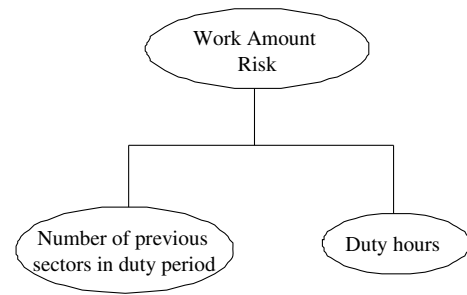 Work Amount
Risk
Number of previous
sectors in duty period
Duty hours